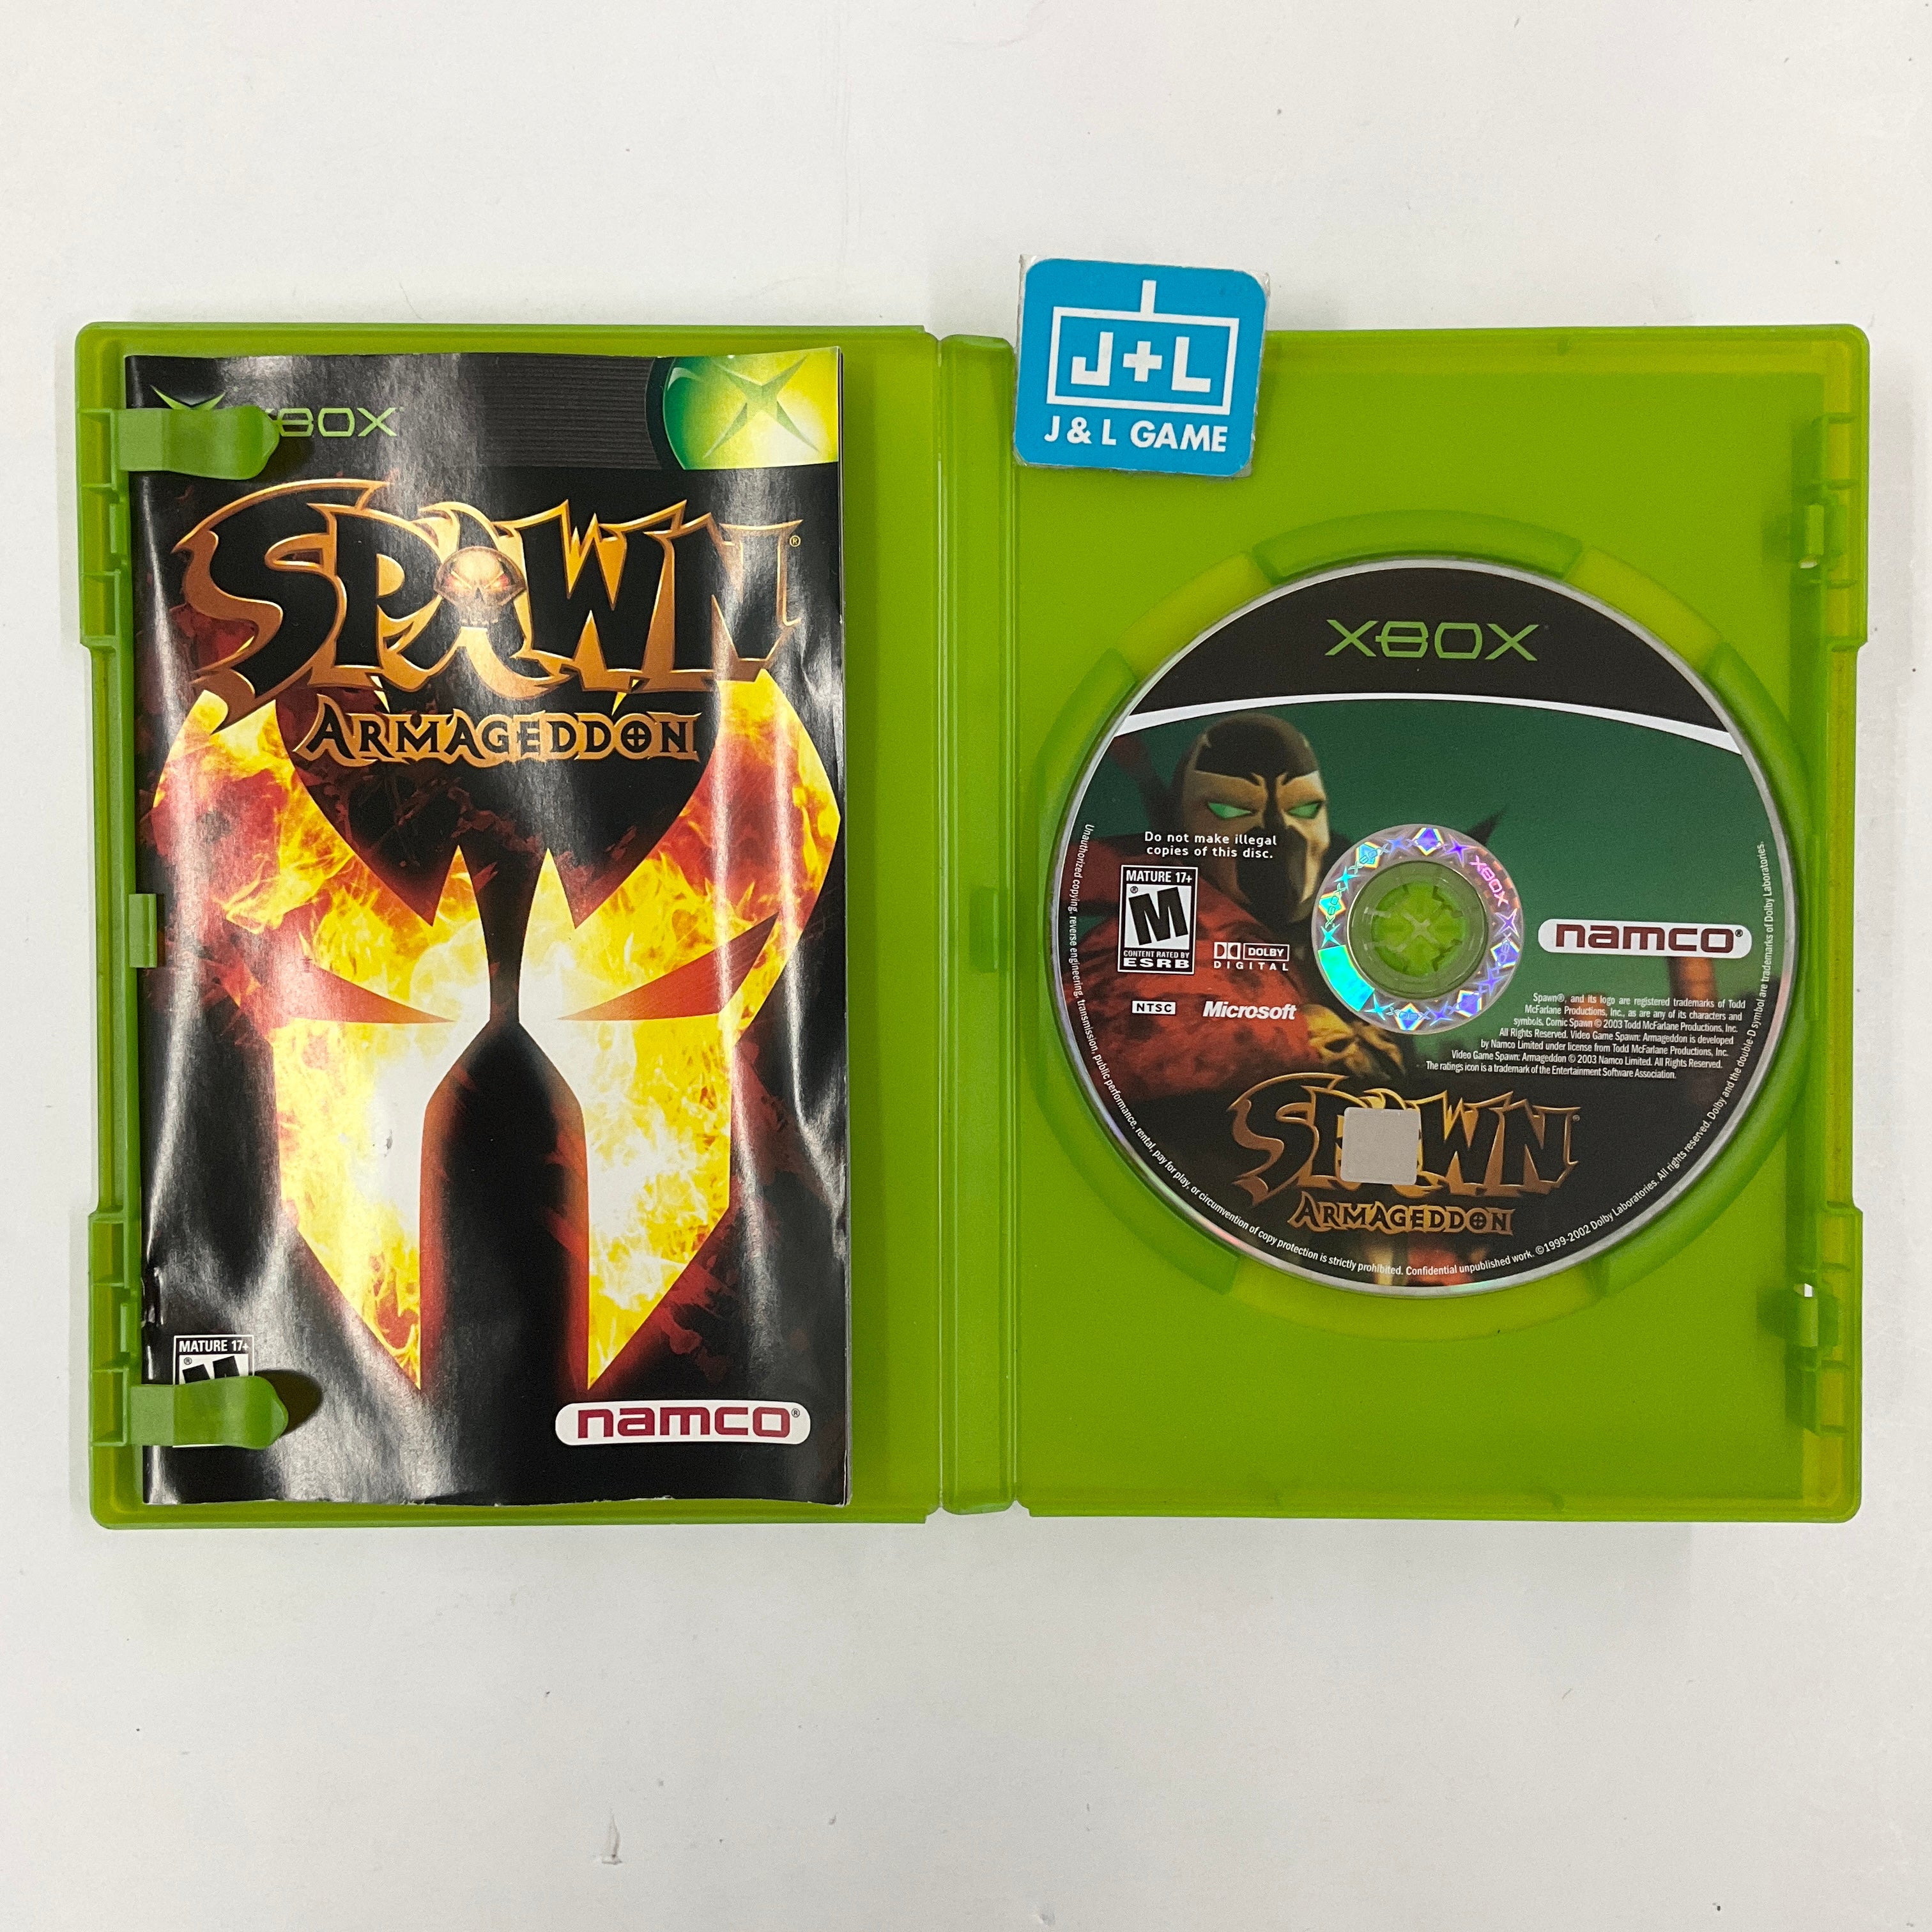 XBOX
SPAWN®
ARMAGEDDON
MATURE 17+
namco®
J+L
J & L GAME
XBOX™
Do not make illegal
copies of this disc.
MATURE 17+
M®
CONTENT RATED BY
ESRB
DOLBY
DIGITAL
NTSC
Microsoft
XBOX
namco®
Spawn®, and its logo are registered trademarks of Todd
McFarlane Productions, Inc., as are any of its characters and
symbols. Comic Spawn © 2003 Todd McFarlane Productions, Inc.
All Rights Reserved. Video Game Spawn: Armageddon is developed
by Namco Limited under license from Todd McFarlane Productions, Inc.
Video Game Spawn: Armageddon © 2003 Namco Limited. All Rights Reserved.
The ratings icon is a trademark of the Entertainment Software Association.
SPAWN
ARMAGEDDON
Unauthorized copying, reverse engineering, transmission, public performance, rental, pay for play, or circumvention of copy protection is strictly prohibited. Confidential unpublished work. ©1999-2002 Dolby Laboratories. All rights reserved. Dolby and the double-D symbol are trademarks of Dolby Laboratories.